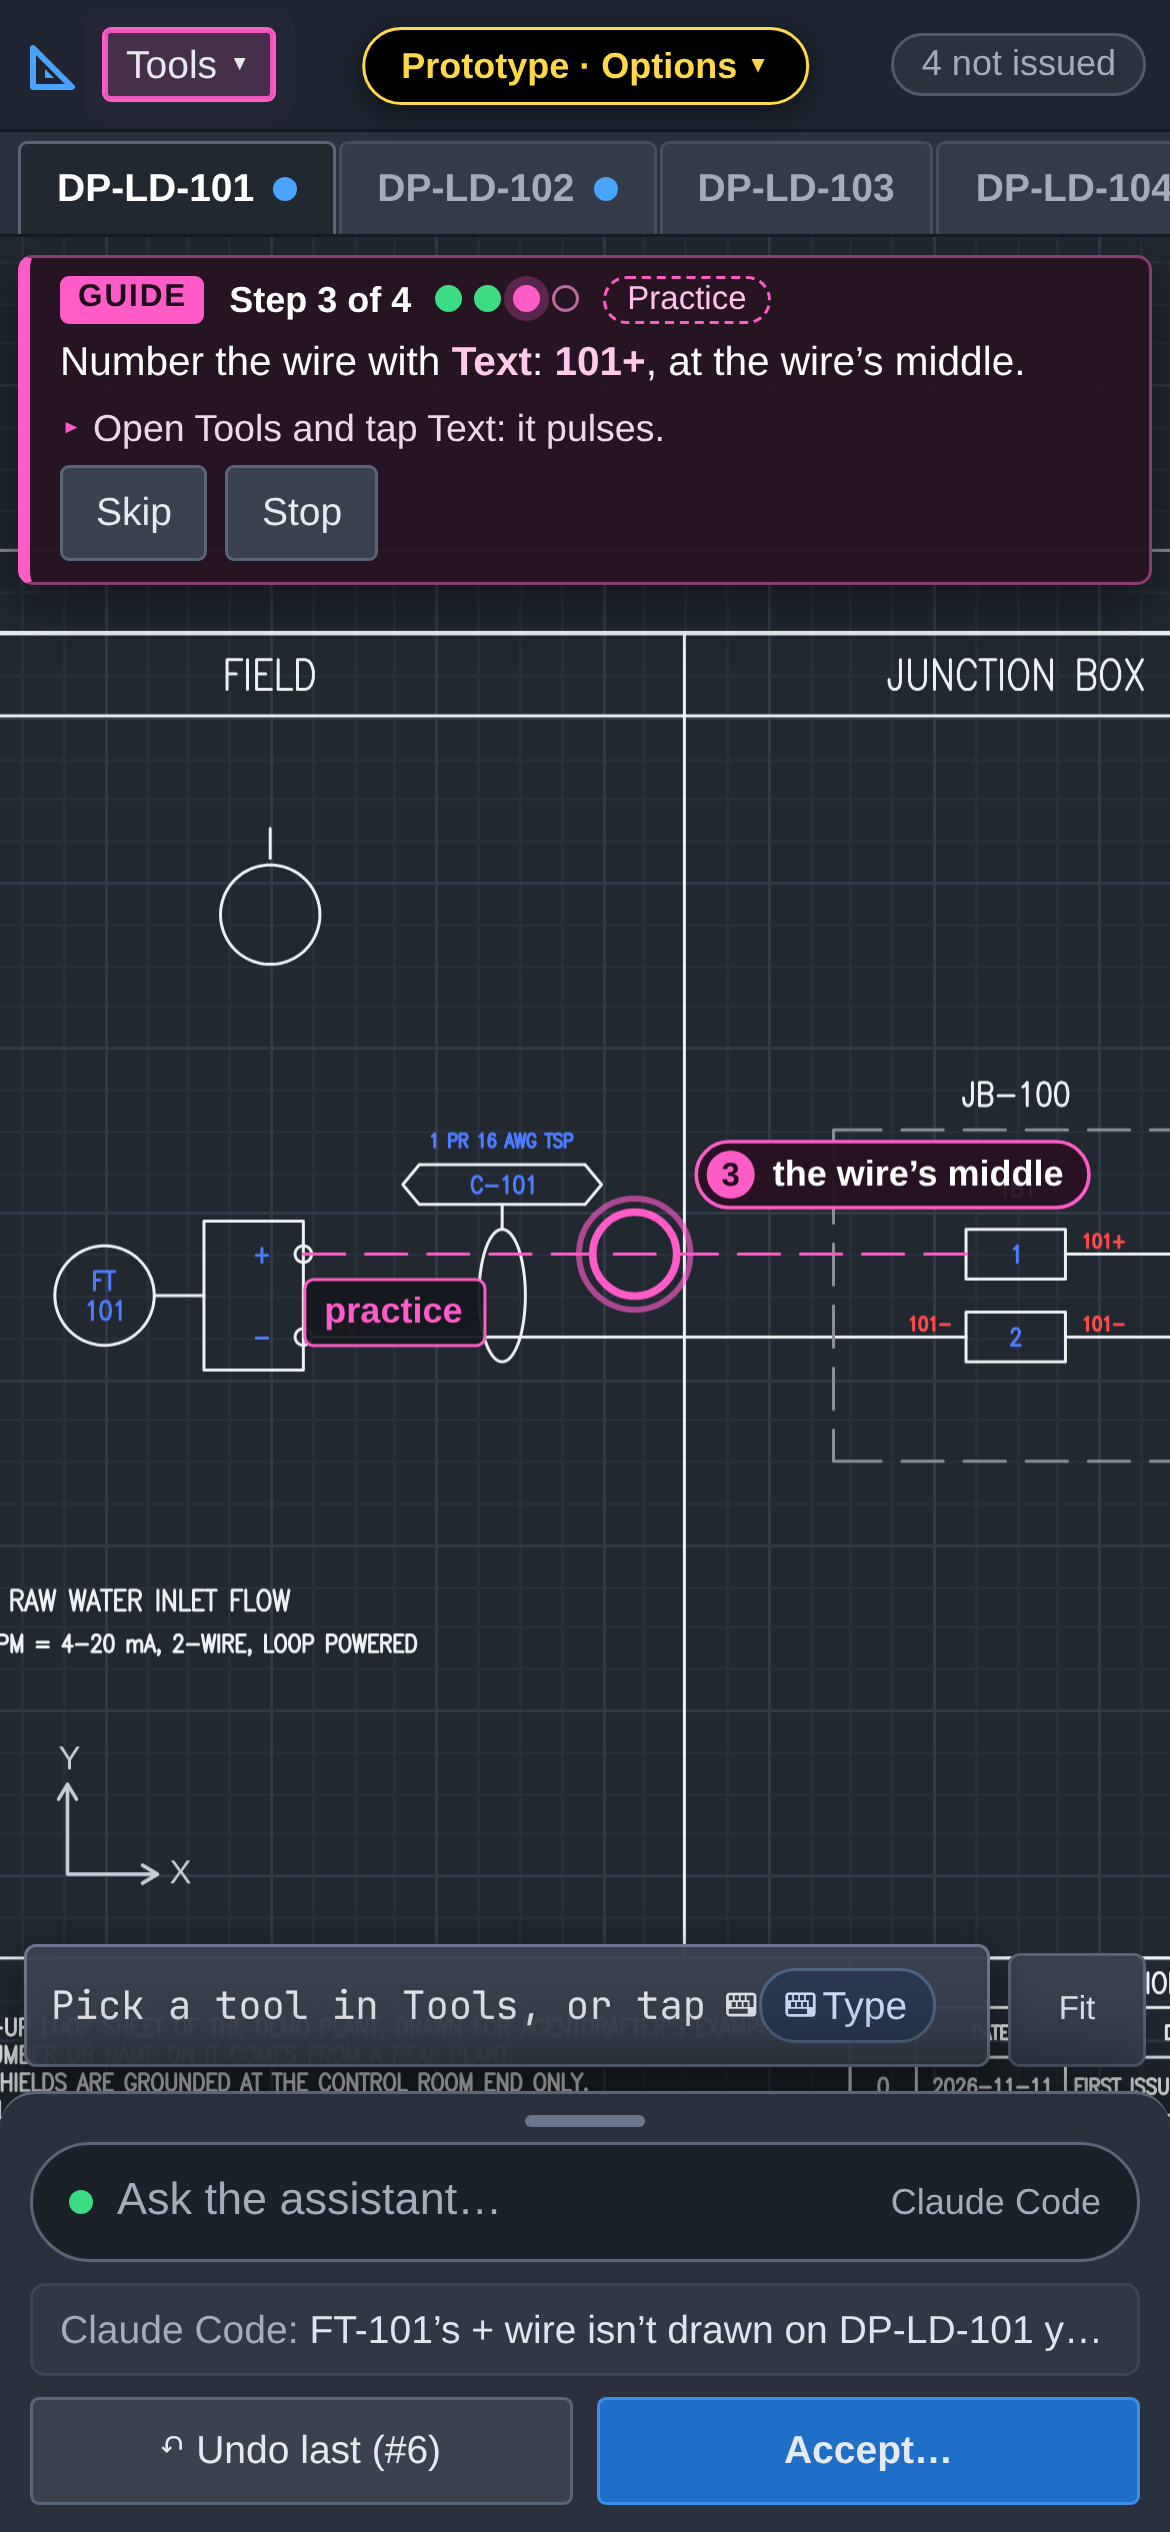 Tools ▼
Prototype · Options ▼
4 not issued
DP-LD-101
DP-LD-102
DP-LD-103
DP-LD-104
GUIDE Step 3 of 4 Practice
Number the wire with Text: 101+, at the wire’s middle.
▸ Open Tools and tap Text: it pulses.
Skip
Stop
FIELD
JUNCTION BOX
JB-100
1 PR 16 AWG TSP
C-101
3 the wire’s middle
+
1
101+
FT
101
practice
−
101-
2
101-
RAW WATER INLET FLOW
PM = 4-20 mA, 2-WIRE, LOOP POWERED
Y
X
Pick a tool in Tools, or tap ⌨
⌨ Type
Fit
HIELDS ARE GROUNDED AT THE CONTROL ROOM END ONLY.
0
2026-11-11
FIRST ISSU
Ask the assistant…
Claude Code
Claude Code: FT-101’s + wire isn’t drawn on DP-LD-101 y…
Undo last (#6)
Accept…